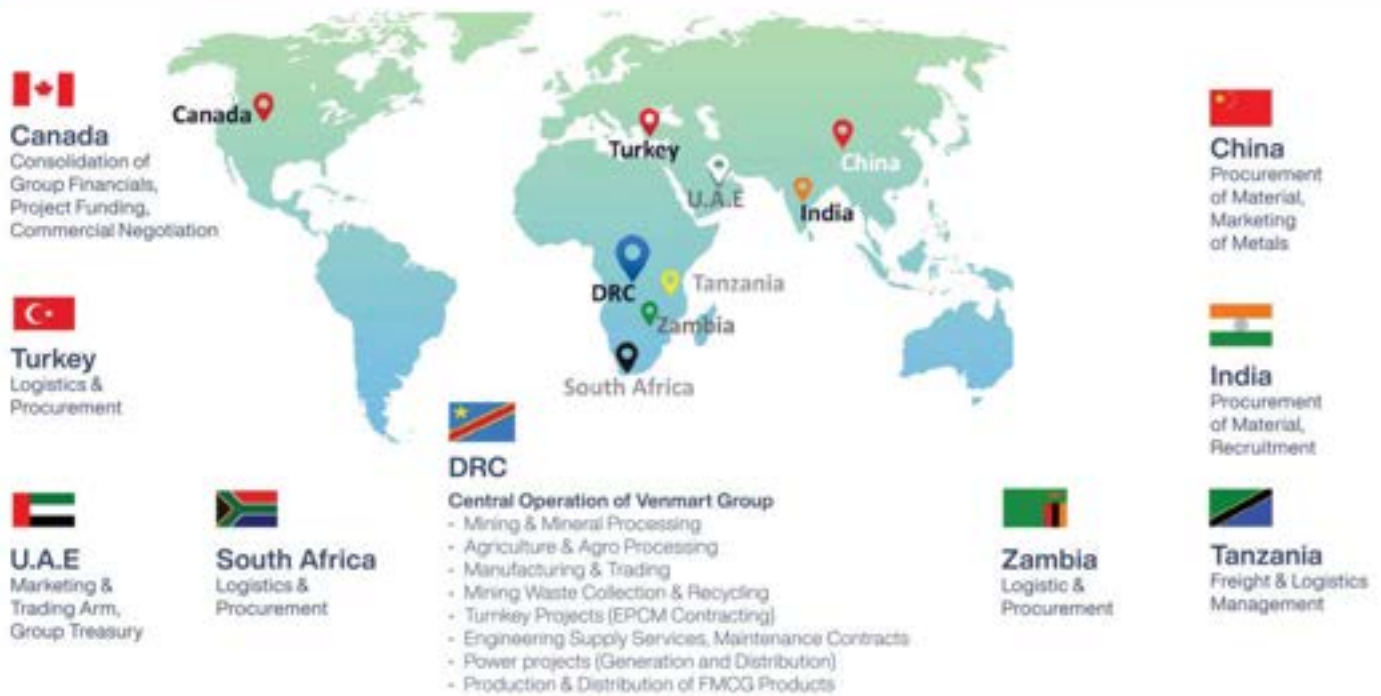 Canada
Turkey
China
U.A.E
India
DRC
Tanzania
Zambia
South Africa
Canada
Consolidation of
Group Financials,
Project Funding,
Commercial Negotiation
China
Procurement
of Material,
Marketing
of Metals
Turkey
Logistics &
Procurement
India
Procurement
of Material,
Recruitment
U.A.E
Marketing &
Trading Arm,
Group Treasury
South Africa
Logistics &
Procurement
DRC
Central Operation of Venmart Group
- Mining & Mineral Processing
- Agriculture & Agro Processing
- Manufacturing & Trading
- Mining Waste Collection & Recycling
- Turnkey Projects (EPCM Contracting)
- Engineering Supply Services, Maintenance Contracts
- Power projects (Generation and Distribution)
- Production & Distribution of FMCG Products
Zambia
Logistic &
Procurement
Tanzania
Freight & Logistics
Management